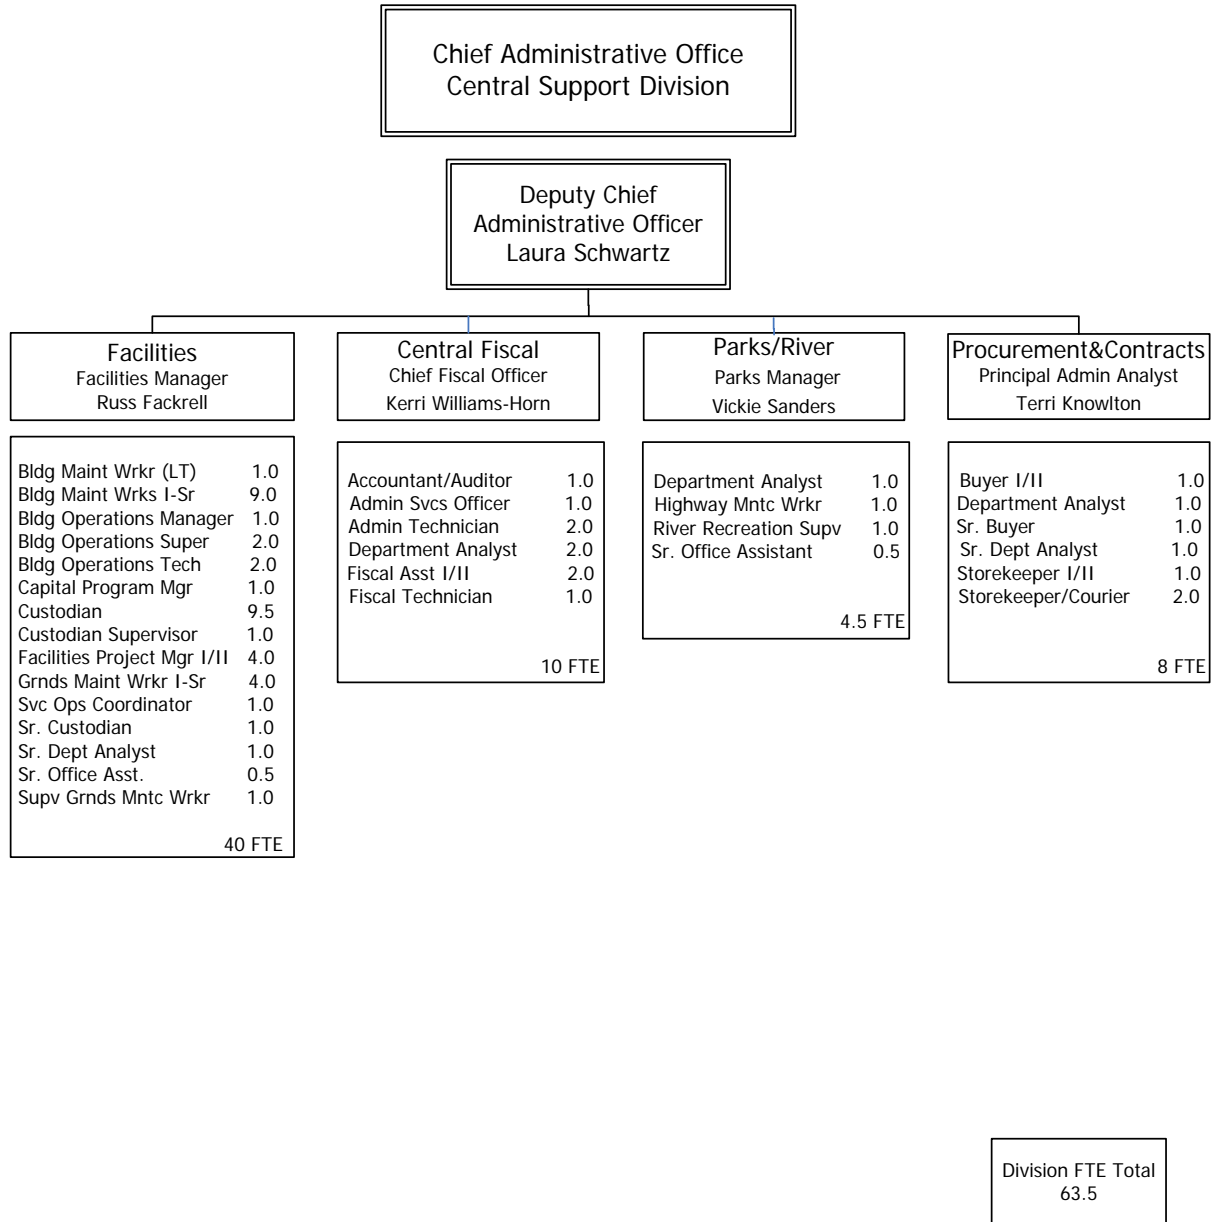 Chief Administrative Office
Central Support Division
Deputy Chief
Administrative Officer
Laura Schwartz
Facilities
Facilities Manager
Russ Fackrell
Bldg Maint Wrkr (LT) 1.0
Bldg Maint Wrks I-Sr 9.0
Bldg Operations Manager 1.0
Bldg Operations Super 2.0
Bldg Operations Tech 2.0
Capital Program Mgr 1.0
Custodian 9.5
Custodian Supervisor 1.0
Facilities Project Mgr I/II 4.0
Grnds Maint Wrkr I-Sr 4.0
Svc Ops Coordinator 1.0
Sr. Custodian 1.0
Sr. Dept Analyst 1.0
Sr. Office Asst. 0.5
Supv Grnds Mntc Wrkr 1.0
40 FTE
Central Fiscal
Chief Fiscal Officer
Kerri Williams-Horn
Accountant/Auditor 1.0
Admin Svcs Officer 1.0
Admin Technician 2.0
Department Analyst 2.0
Fiscal Asst I/II 2.0
Fiscal Technician 1.0
10 FTE
Parks/River
Parks Manager
Vickie Sanders
Department Analyst 1.0
Highway Mntc Wrkr 1.0
River Recreation Supv 1.0
Sr. Office Assistant 0.5
4.5 FTE
Procurement&Contracts
Principal Admin Analyst
Terri Knowlton
Buyer I/II 1.0
Department Analyst 1.0
Sr. Buyer 1.0
Sr. Dept Analyst 1.0
Storekeeper I/II 1.0
Storekeeper/Courier 2.0
8 FTE
Division FTE Total
63.5